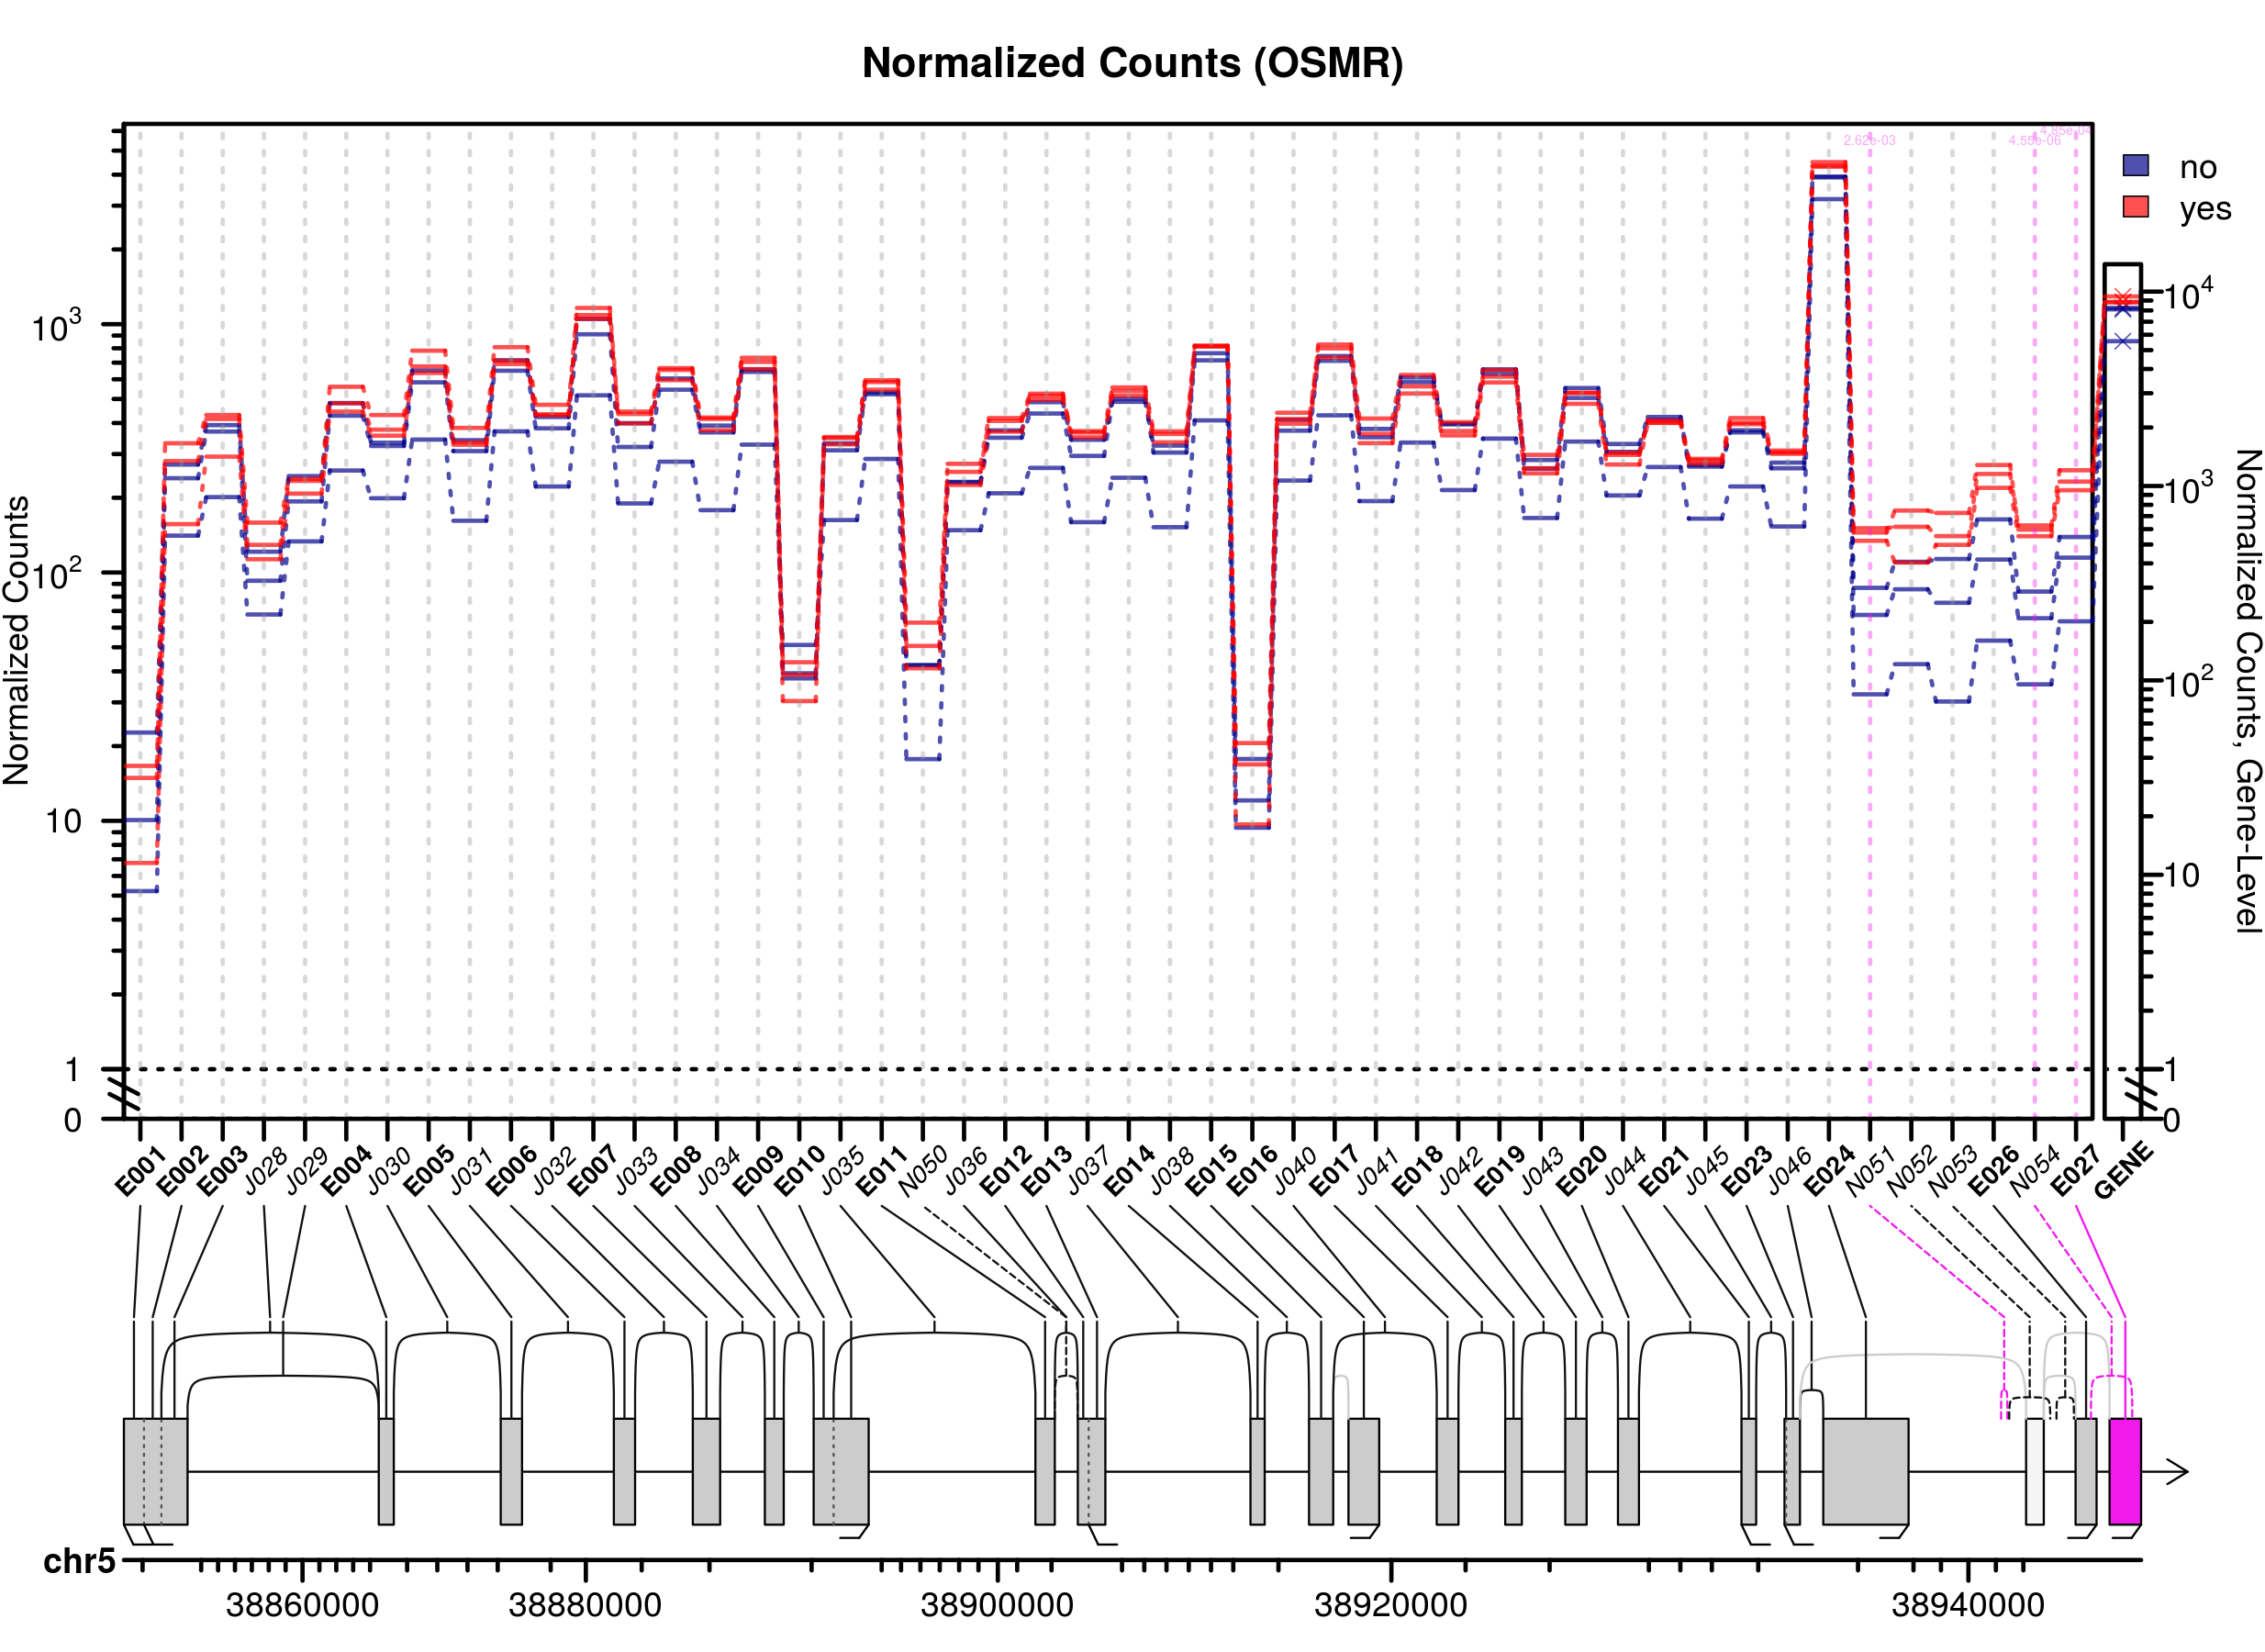 Normalized Counts (OSMR)
4.85e-04
2.62e-03
4.55e-06
no
yes
Normalized Counts
10³
10²
10
1
0
10⁴
10³
10²
10
1
0
Normalized Counts, Gene-Level
E001 E002 E003 J028 J029 E004 J030 E005 J031 E006 J032 E007 J033 E008 J034 E009 E010 J035 E011 N050 J036 E012 E013 J037 E014 J038 E015 E016 J040 E017 J041 E018 J042 E019 J043 E020 J044 E021 J045 E023 J046 E024 N051 N052 N053 E026 N054 E027 GENE
chr5
38860000 38880000 38900000 38920000 38940000